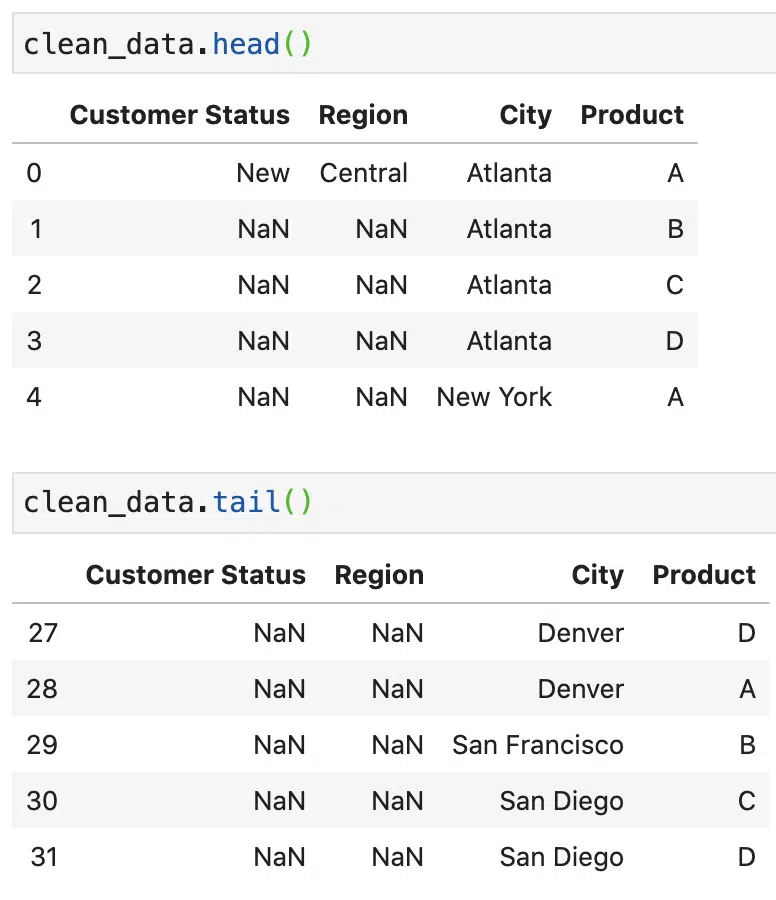 clean_data.head()
Customer Status Region City Product
0 New Central Atlanta A
1 NaN NaN Atlanta B
2 NaN NaN Atlanta C
3 NaN NaN Atlanta D
4 NaN NaN New York A
clean_data.tail()
Customer Status Region City Product
27 NaN NaN Denver D
28 NaN NaN Denver A
29 NaN NaN San Francisco B
30 NaN NaN San Diego C
31 NaN NaN San Diego D